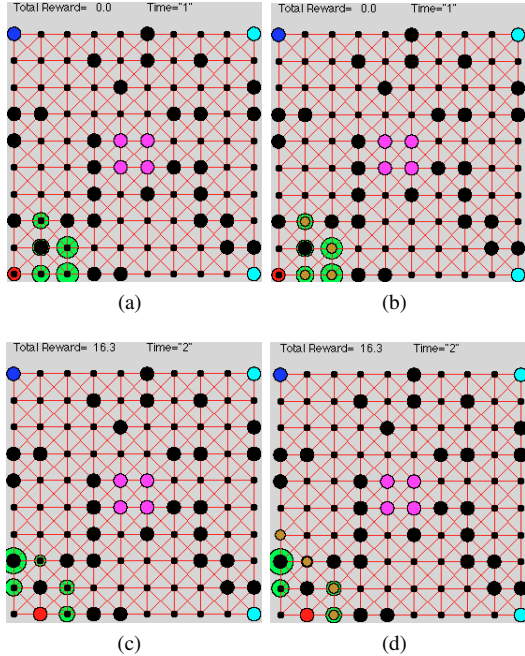 Total Reward= 0.0 Time="1"
Total Reward= 0.0 Time="1"
(a)
(b)
Total Reward= 16.3 Time="2"
Total Reward= 16.3 Time="2"
(c)
(d)